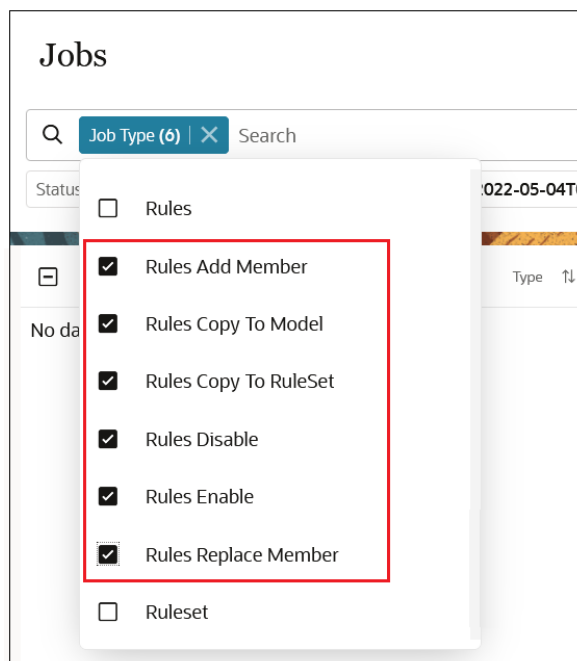 Jobs
Job Type (6) Search
Status
2022-05-04T
Rules
Type
Rules Add Member
No da
Rules Copy To Model
Rules Copy To RuleSet
Rules Disable
Rules Enable
Rules Replace Member
Ruleset